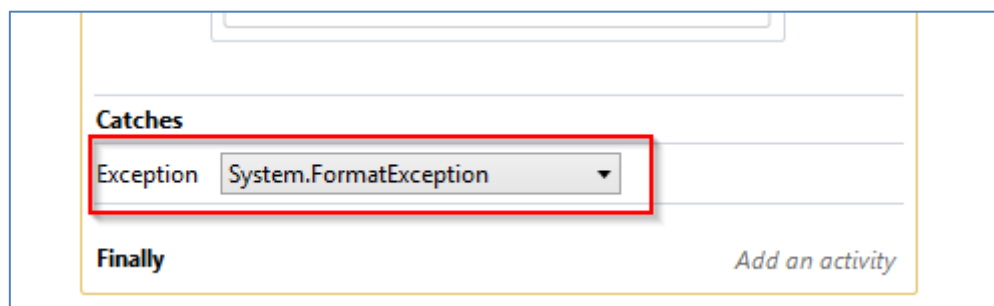 Catches
Exception System.FormatException
Finally Add an activity